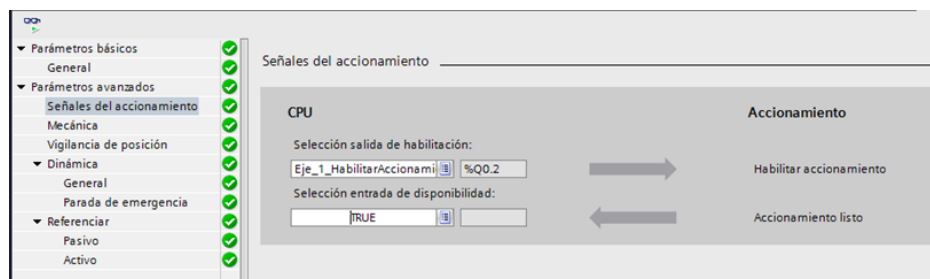 Parámetros básicos
General
Parámetros avanzados
Señales del accionamiento
Mecánica
Vigilancia de posición
Dinámica
General
Parada de emergencia
Referenciar
Pasivo
Activo
Señales del accionamiento
CPU
Accionamiento
Selección salida de habilitación:
Eje_1_HabilitarAccionami %Q0.2
Habilitar accionamiento
Selección entrada de disponibilidad:
TRUE
Accionamiento listo